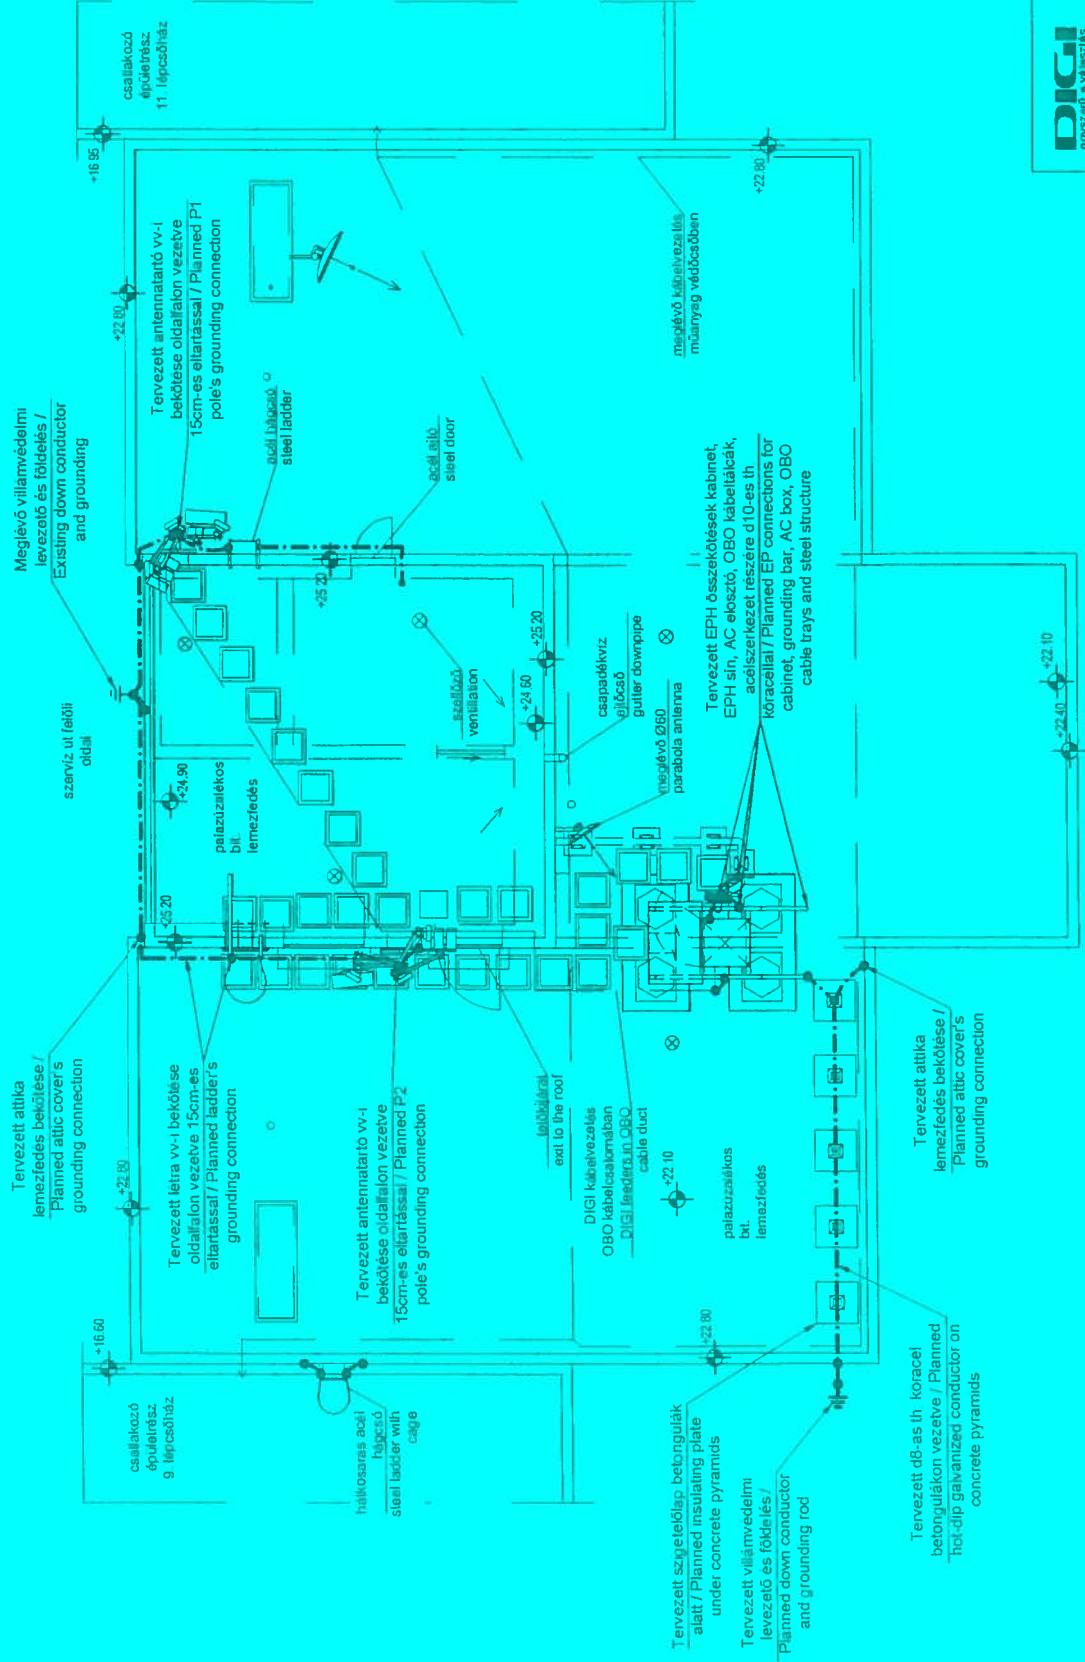 Tervezett attika
lemezfedés bekötése /
Planned attic cover's
grounding connection
szerviz út felöli
oldal
Meglévő villámvédelmi
levezető és földelés /
Existing down conductor
and grounding
csatlakozó
épületrész
9. lépcsőház
+16.60
+22.80
Tervezett létra vv-i bekötése
oldalfalon vezetve 15cm-es
eltartással / Planned ladder's
grounding connection
+25.20
+24.90
palazúzalékos
bit.
lemezfedés
+22.80
Tervezett antennatartó vv-i
bekötése oldalfalon vezetve
15cm-es eltartással / Planned P1
pole's grounding connection
+16.95
csatlakozó
épületrész
11. lépcsőház
acél hágcsó
steel ladder
+25.20
acél ajtó
steel door
hátkosaras acél
hágcsó
steel ladder with
cage
Tervezett antennatartó vv-i
bekötése oldalfalon vezetve
15cm-es eltartással / Planned P2
pole's grounding connection
szellőző
ventillation
+24.60
+25.20
tetőkijárat
exit to the roof
csapadékvíz
ejtőcső
gutter downpipe
DIGI kábelvezetés
OBO kábelcsatornában
DIGI feeders in OBO
cable duct
meglévő Ø60
parabola antenna
meglévő kábelvezetés
műanyag védőcsőben
+22.80
+22.80
+22.10
palazuzalékos
bit.
lemezfedés
Tervezett EPH összekötések kabinet,
EPH sín, AC elosztó, OBO kábeltálcák,
acélszerkezet részére d10-es th.
köracéllal / Planned EP connections for
cabinet, grounding bar, AC box, OBO
cable trays and steel structure
Tervezett szigetelőlap betongúlák
alatt / Planned insulating plate
under concrete pyramids
Tervezett villámvédelmi
levezető és földelés /
Planned down conductor
and grounding rod
Tervezett d8-as th. köracél
betongúlákon vezetve / Planned
hot-dip galvanized conductor on
concrete pyramids
Tervezett attika
lemezfedés bekötése /
Planned attic cover's
grounding connection
+22.40
+22.10
DIGI
egyszerű a választás